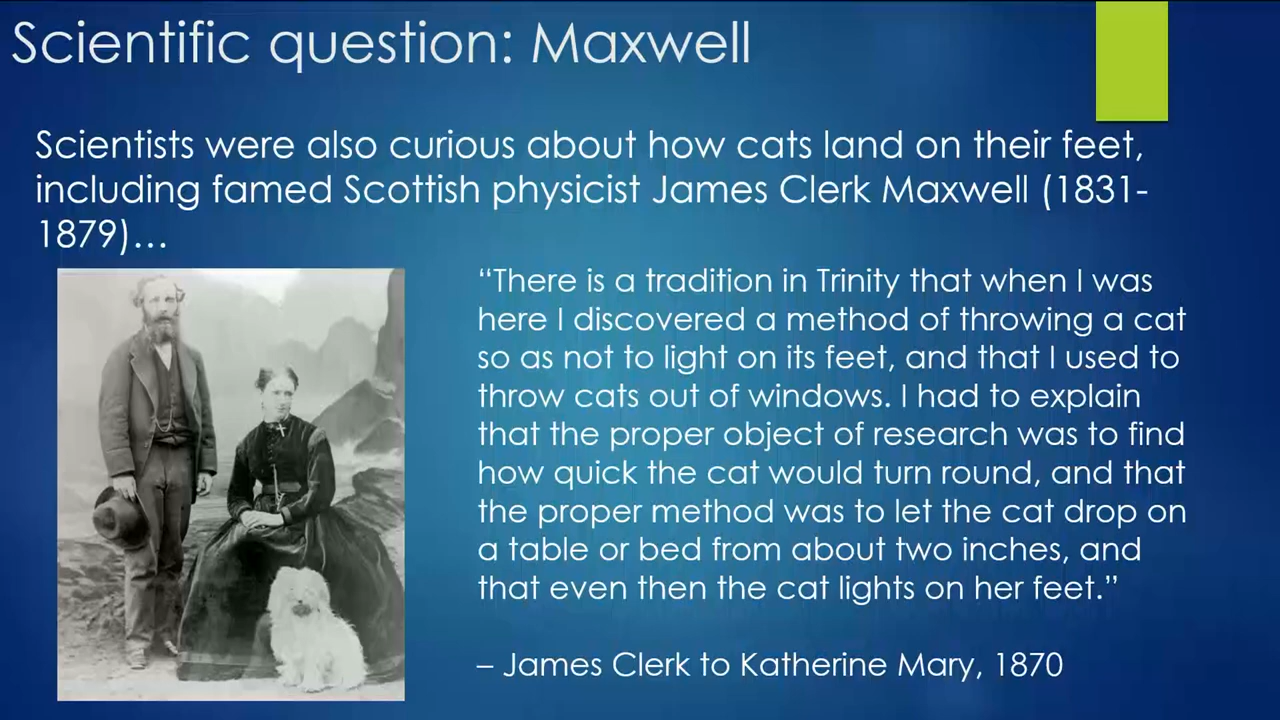 Scientific question: Maxwell
Scientists were also curious about how cats land on their feet,
including famed Scottish physicist James Clerk Maxwell (1831-
1879)…
“There is a tradition in Trinity that when I was
here I discovered a method of throwing a cat
so as not to light on its feet, and that I used to
throw cats out of windows. I had to explain
that the proper object of research was to find
how quick the cat would turn round, and that
the proper method was to let the cat drop on
a table or bed from about two inches, and
that even then the cat lights on her feet.”
– James Clerk to Katherine Mary, 1870